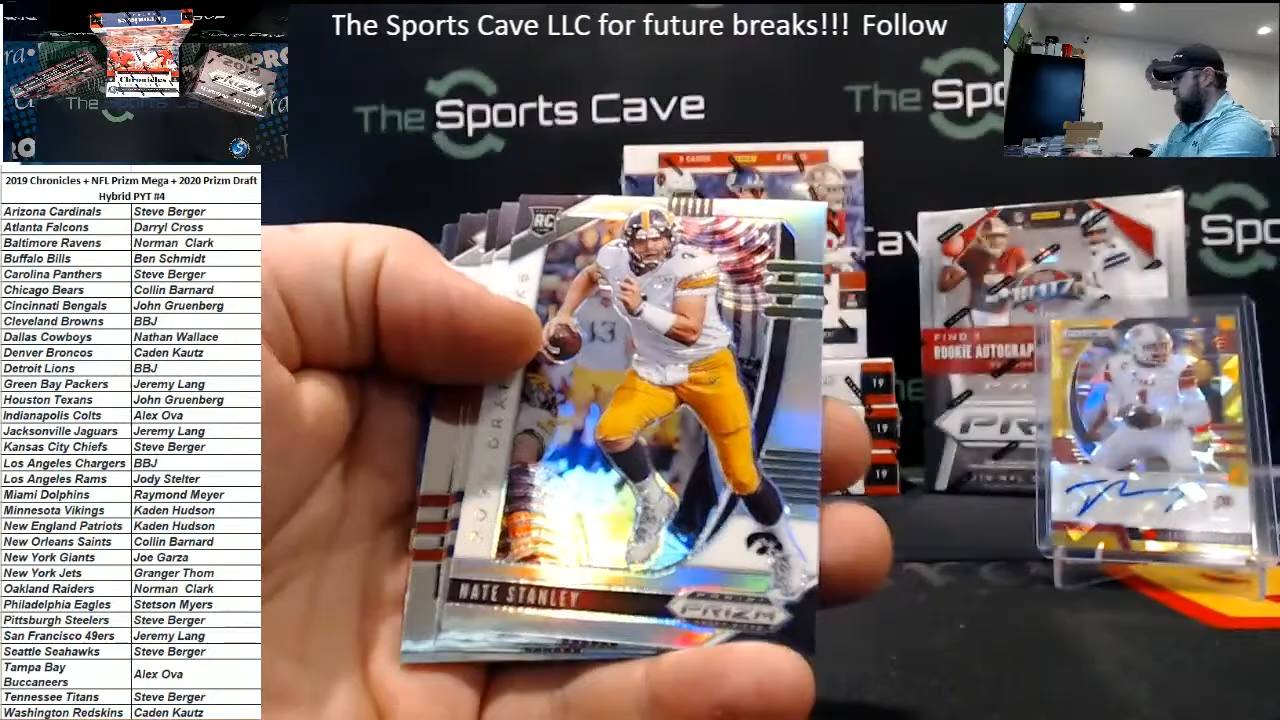 The Sports Cave LLC for future breaks!!! Follow
Chronicles
The Sports Cave
The
2019 Chronicles + NFL Prizm Mega + 2020 Prizm Draft
Hybrid PYT #4
Arizona Cardinals Steve Berger
Atlanta Falcons Darryl Cross
Baltimore Ravens Norman Clark
Buffalo Bills Ben Schmidt
Carolina Panthers Steve Berger
Chicago Bears Collin Barnard
Cincinnati Bengals John Gruenberg
Cleveland Browns BBJ
Dallas Cowboys Nathan Wallace
Denver Broncos Caden Kautz
Detroit Lions BBJ
Green Bay Packers Jeremy Lang
Houston Texans John Gruenberg
Indianapolis Colts Alex Ova
Jacksonville Jaguars Jeremy Lang
Kansas City Chiefs Steve Berger
Los Angeles Chargers BBJ
Los Angeles Rams Jody Stelter
Miami Dolphins Raymond Meyer
Minnesota Vikings Kaden Hudson
New England Patriots Kaden Hudson
New Orleans Saints Collin Barnard
New York Giants Joe Garza
New York Jets Granger Thom
Oakland Raiders Norman Clark
Philadelphia Eagles Stetson Myers
Pittsburgh Steelers Steve Berger
San Francisco 49ers Jeremy Lang
Seattle Seahawks Steve Berger
Tampa Bay
Buccaneers Alex Ova
Tennessee Titans Steve Berger
Washington Redskins Caden Kautz
RC
13
NATE STANLEY
PRIZM
ROOKIE AUTOGRAP
19
19
19